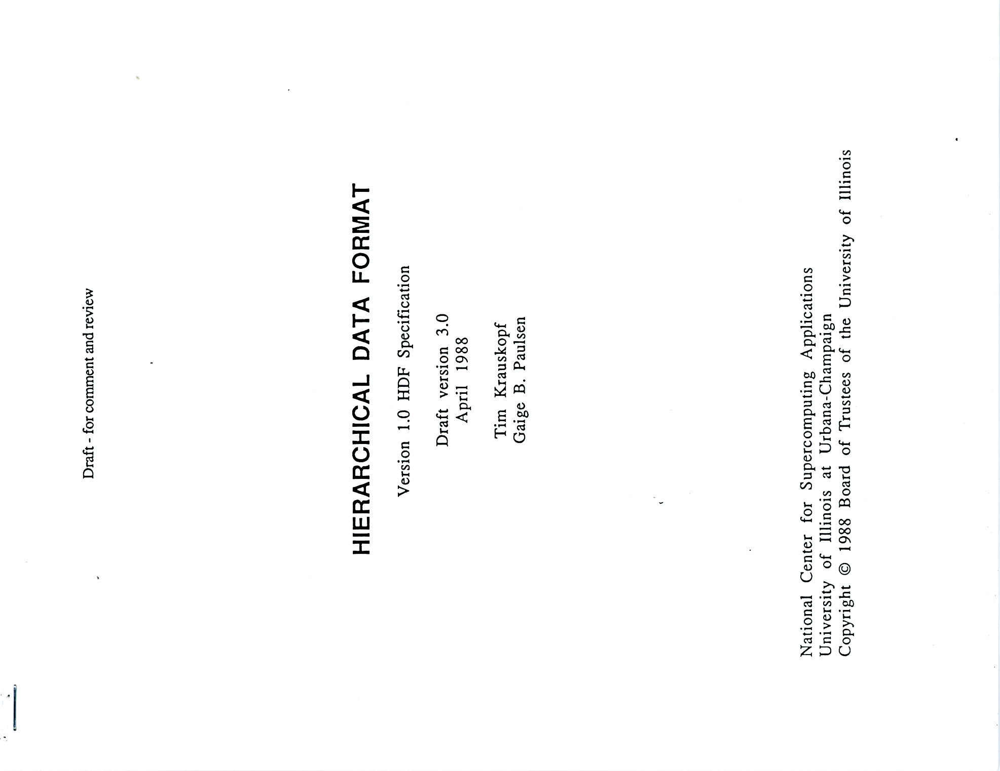 Draft - for comment and review
HIERARCHICAL DATA FORMAT
Version 1.0 HDF Specification
Draft version 3.0
April 1988
Tim Krauskopf
Gaige B. Paulsen
National Center for Supercomputing Applications
University of Illinois at Urbana-Champaign
Copyright © 1988 Board of Trustees of the University of Illinois